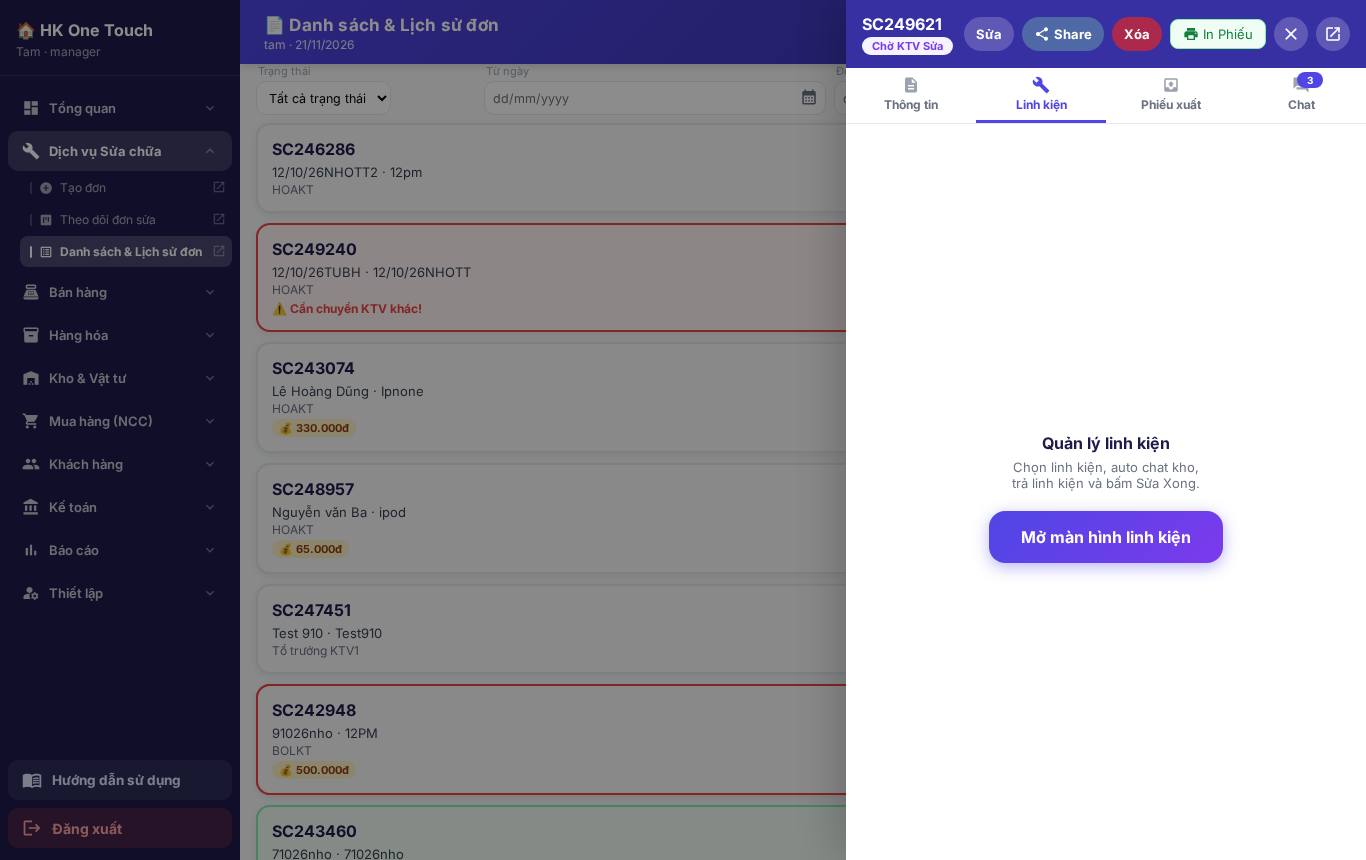 🏠 HK One Touch
Tam · manager
Tổng quan
Dịch vụ Sửa chữa
Tạo đơn
Theo dõi đơn sửa
Danh sách & Lịch sử đơn
Bán hàng
Hàng hóa
Kho & Vật tư
Mua hàng (NCC)
Khách hàng
Kế toán
Báo cáo
Thiết lập
Hướng dẫn sử dụng
Đăng xuất
📄 Danh sách & Lịch sử đơn
tam · 21/11/2026
Trạng thái
Từ ngày
Tất cả trạng thái
dd/mm/yyyy
SC246286
12/10/26NHOTT2 · 12pm
HOAKT
SC249240
12/10/26TUBH · 12/10/26NHOTT
HOAKT
⚠️ Cần chuyển KTV khác!
SC243074
Lê Hoàng Dũng · Ipnone
HOAKT
💰 330.000đ
SC248957
Nguyễn văn Ba · ipod
HOAKT
💰 65.000đ
SC247451
Test 910 · Test910
Tổ trưởng KTV1
SC242948
91026nho · 12PM
BOLKT
💰 500.000đ
SC243460
71026nho · 71026nho
SC249621
Chờ KTV Sửa
Sửa
Share
Xóa
In Phiếu
Thông tin
Linh kiện
Phiếu xuất
3
Chat
Quản lý linh kiện
Chọn linh kiện, auto chat kho,
trả linh kiện và bấm Sửa Xong.
Mở màn hình linh kiện